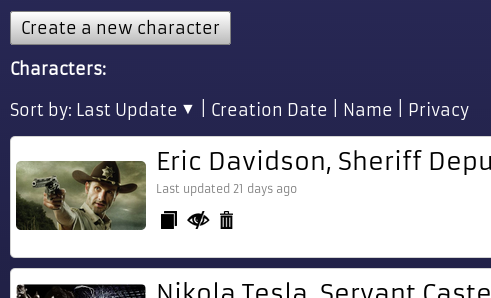 Create a new character
Characters:
Sort by: Last Update ▼ | Creation Date | Name | Privacy
Eric Davidson, Sheriff Depu
Last updated 21 days ago
Nikola Tesla, Servant Caste